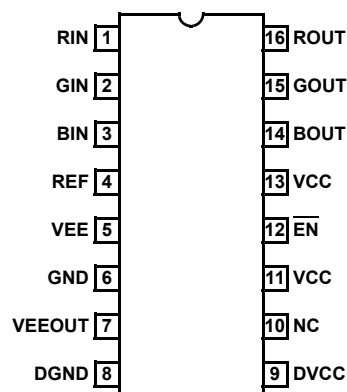 RIN 1 16 ROUT
GIN 2 15 GOUT
BIN 3 14 BOUT
REF 4 13 VCC
VEE 5 12 EN
GND 6 11 VCC
VEEOUT 7 10 NC
DGND 8 9 DVCC